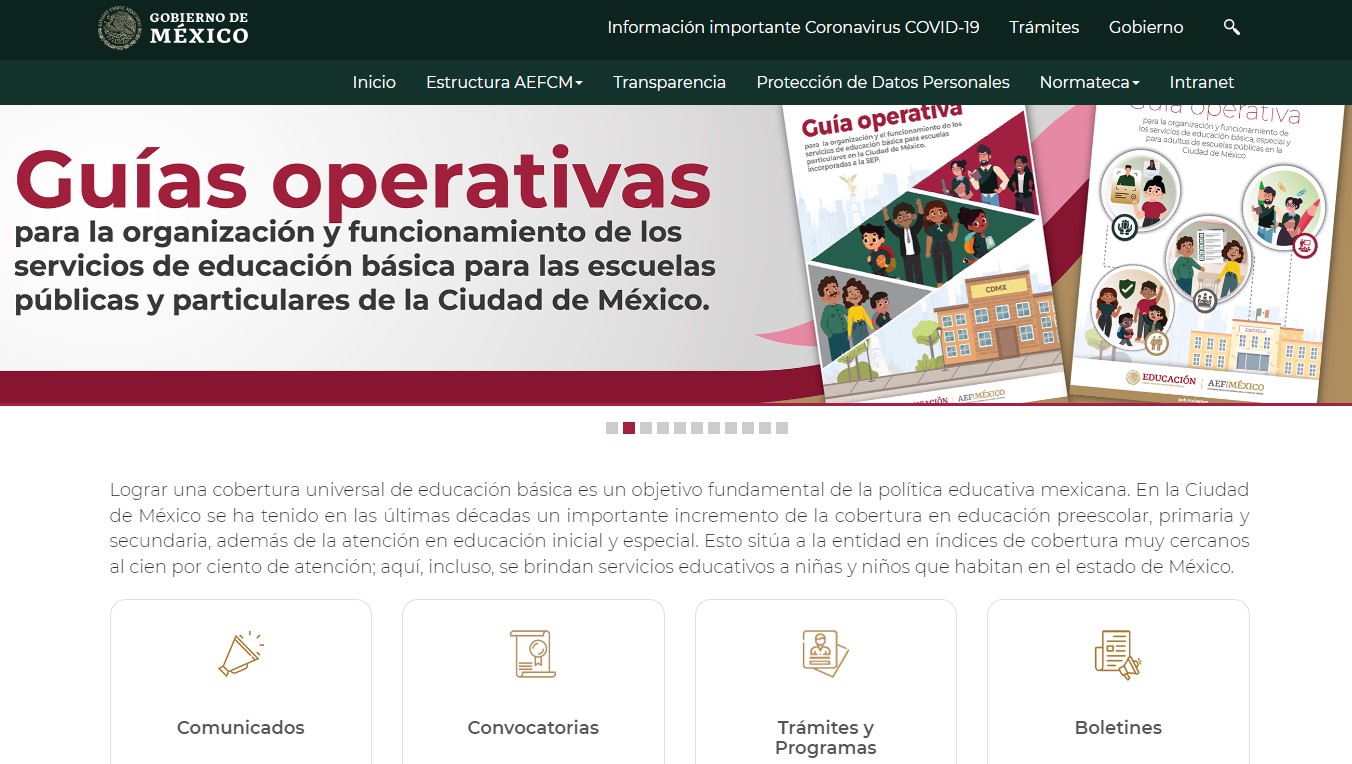 GOBIERNO DE
MÉXICO
Información importante Coronavirus COVID-19 Trámites Gobierno
Inicio Estructura AEFCM Transparencia Protección de Datos Personales Normateca Intranet
Guías operativas
para la organización y funcionamiento de los
servicios de educación básica para las escuelas
públicas y particulares de la Ciudad de México.
Guía operativa
para la organización y el funcionamiento de los
servicios de educación básica para escuelas
particulares en la Ciudad de México,
incorporadas a la SEP.
CDMX
AEF/MÉXICO
Guía operativa
para la organización y funcionamiento de
los servicios de educación básica, especial y
para adultos de escuelas públicas en la
Ciudad de México
ESCUELA
EDUCACIÓN
AEF/MÉXICO
Lograr una cobertura universal de educación básica es un objetivo fundamental de la política educativa mexicana. En la Ciudad
de México se ha tenido en las últimas décadas un importante incremento de la cobertura en educación preescolar, primaria y
secundaria, además de la atención en educación inicial y especial. Esto sitúa a la entidad en índices de cobertura muy cercanos
al cien por ciento de atención; aquí, incluso, se brindan servicios educativos a niñas y niños que habitan en el estado de México.
Comunicados
Convocatorias
Trámites y
Programas
Boletines